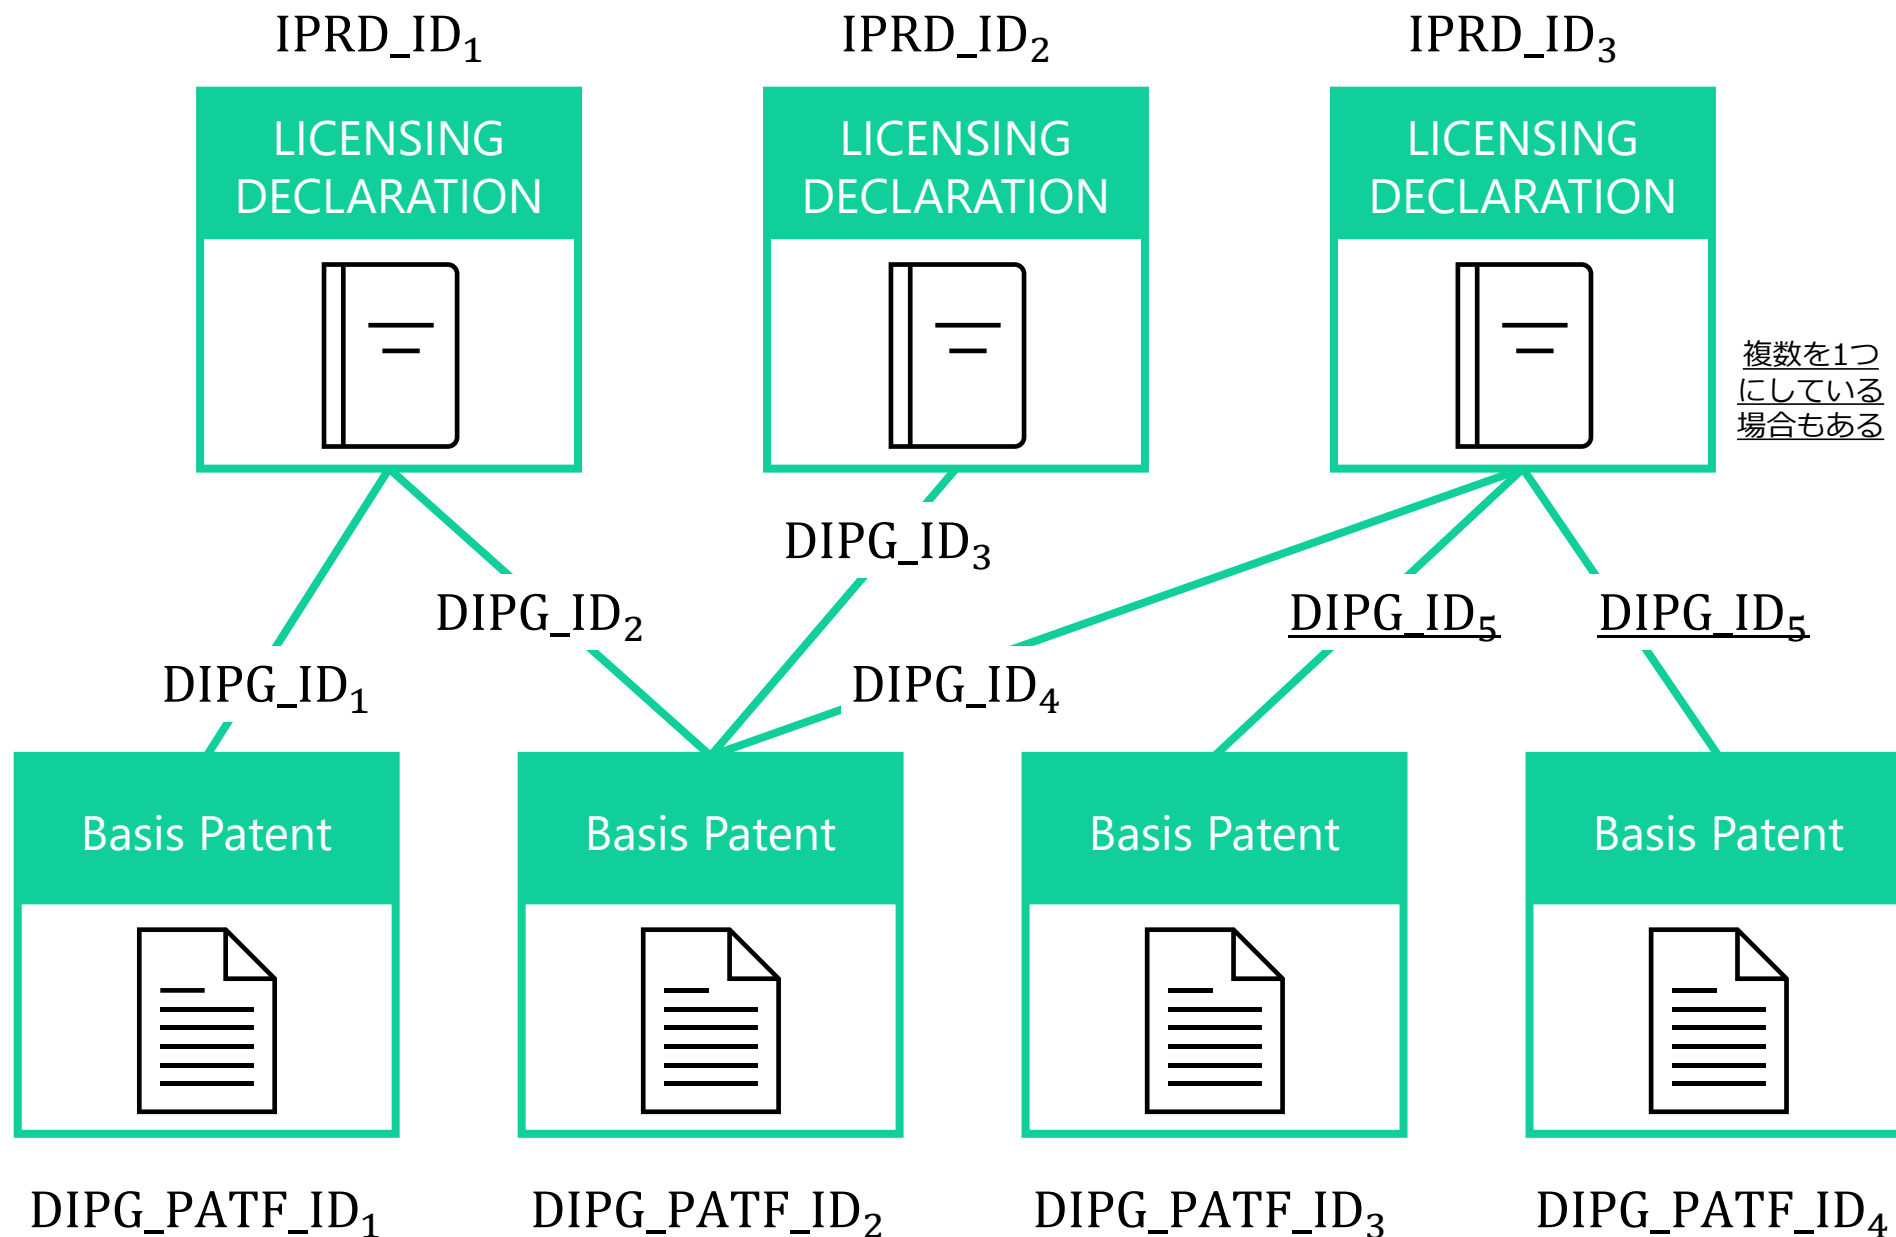 IPRD_ID₁
IPRD_ID₂
IPRD_ID₃
LICENSING
DECLARATION
LICENSING
DECLARATION
LICENSING
DECLARATION
複数を1つ
にしている
場合もある
DIPG_ID₃
DIPG_ID₂
DIPG_ID₅
DIPG_ID₅
DIPG_ID₁
DIPG_ID₄
Basis Patent
Basis Patent
Basis Patent
Basis Patent
DIPG_PATF_ID₁
DIPG_PATF_ID₂
DIPG_PATF_ID₃
DIPG_PATF_ID₄